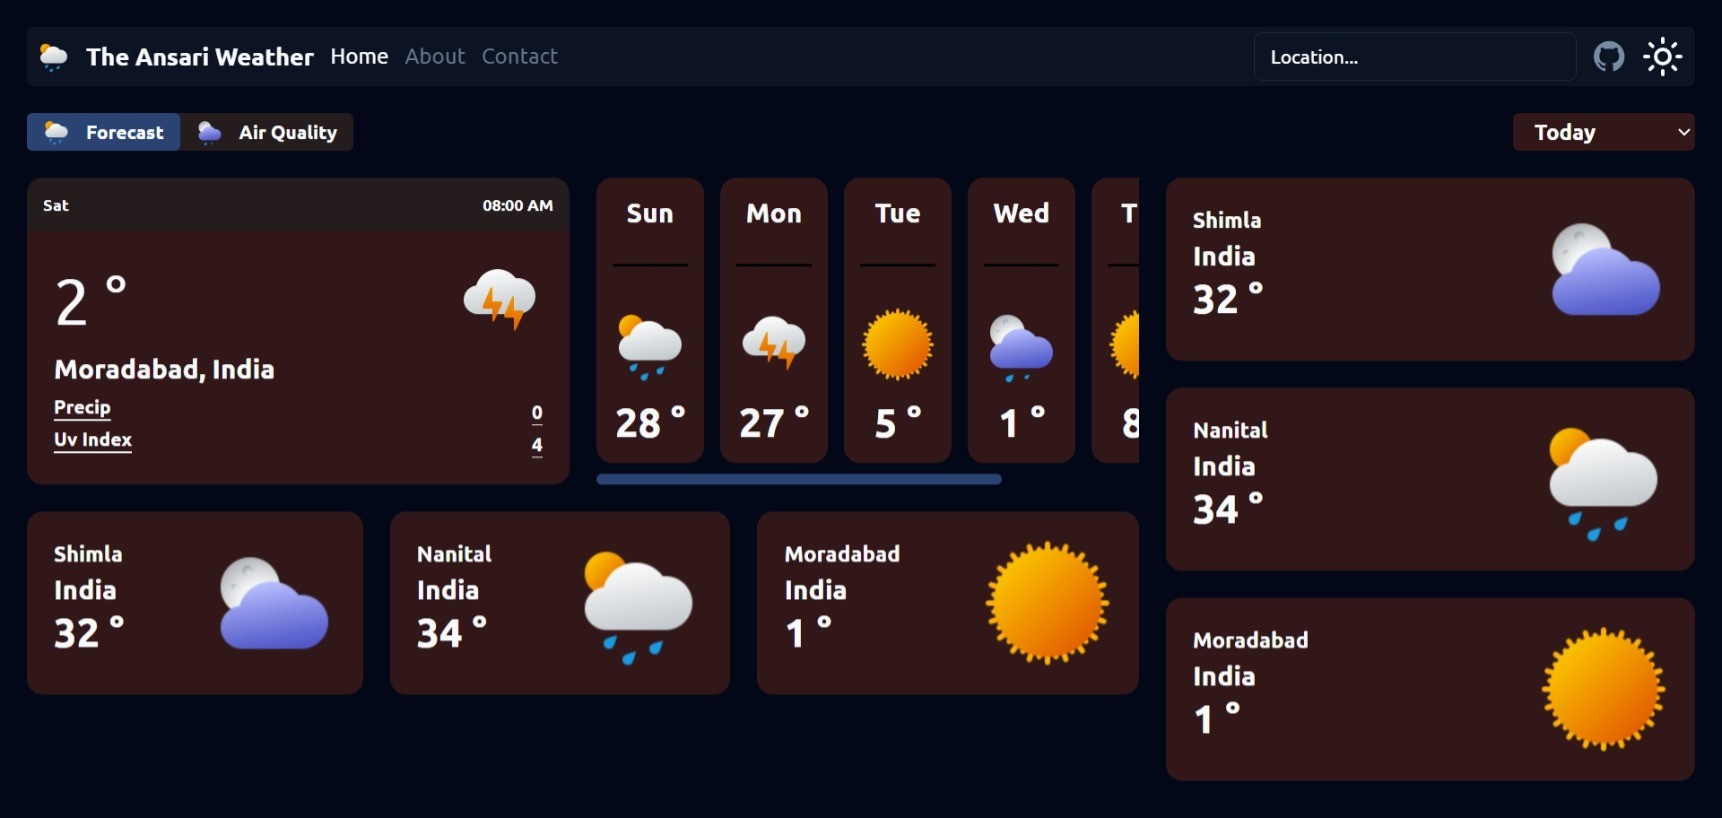 The Ansari Weather Home About Contact Location...
Forecast Air Quality Today
Sat 08:00 AM
2 °
Moradabad, India
Precip 0
Uv Index 4
Sun
28 °
Mon
27 °
Tue
5 °
Wed
1 °
T
8
Shimla
India
32 °
Nanital
India
34 °
Moradabad
India
1 °
Shimla
India
32 °
Nanital
India
34 °
Moradabad
India
1 °